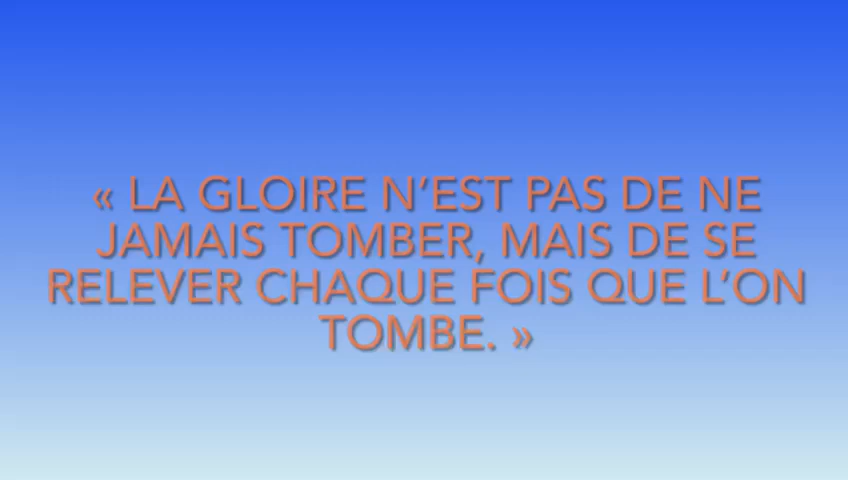 « LA GLOIRE N’EST PAS DE NE
JAMAIS TOMBER, MAIS DE SE
RELEVER CHAQUE FOIS QUE L’ON
TOMBE. »